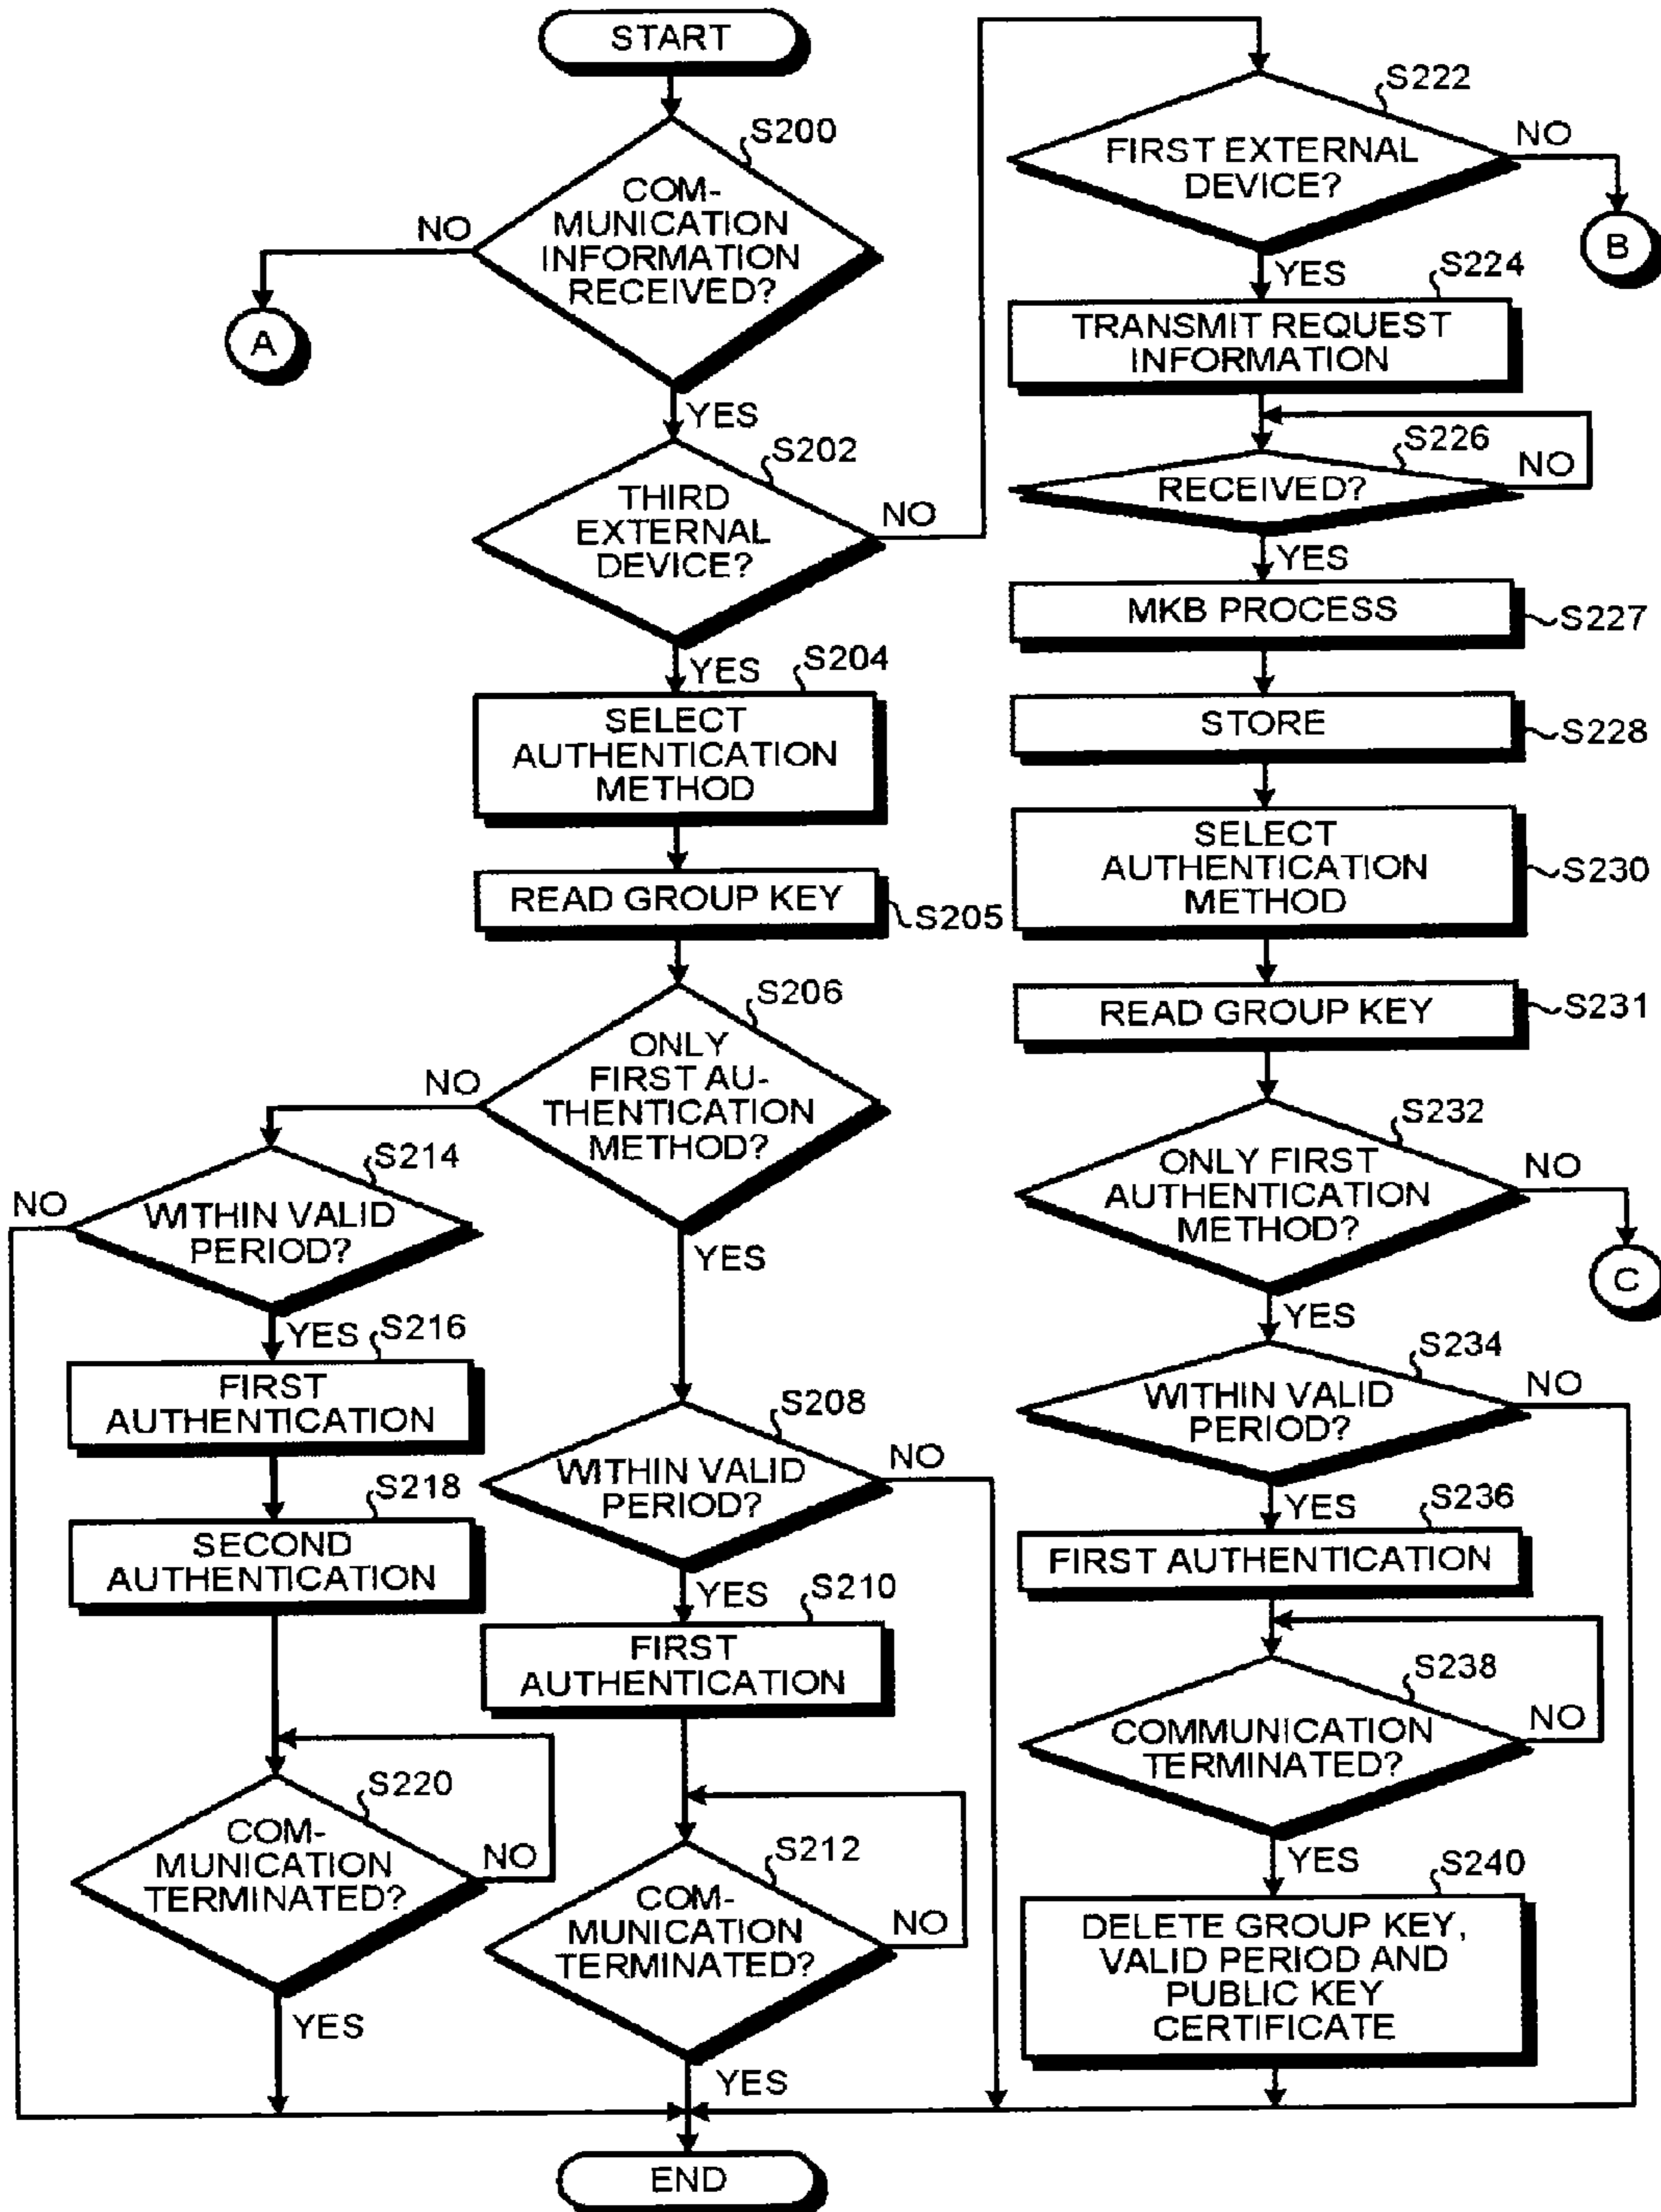 START
S200
COM-
MUNICATION
INFORMATION
RECEIVED?
NO
A
YES
S202
THIRD
EXTERNAL
DEVICE?
NO
YES
S204
SELECT
AUTHENTICATION
METHOD
READ GROUP KEY
S205
S206
ONLY
FIRST AU-
THENTICATION
METHOD?
NO
YES
S214
NO
WITHIN VALID
PERIOD?
YES
S216
FIRST
AUTHENTICATION
S218
SECOND
AUTHENTICATION
S220
COM-
MUNICATION
TERMINATED?
NO
YES
S208
WITHIN VALID
PERIOD?
NO
YES
S210
FIRST
AUTHENTICATION
S212
COM-
MUNICATION
TERMINATED?
NO
YES
END
S222
FIRST EXTERNAL
DEVICE?
NO
B
YES
S224
TRANSMIT REQUEST
INFORMATION
S226
RECEIVED?
NO
YES
MKB PROCESS
S227
STORE
S228
SELECT
AUTHENTICATION
METHOD
S230
READ GROUP KEY
S231
S232
ONLY FIRST
AUTHENTICATION
METHOD?
NO
C
YES
S234
WITHIN VALID
PERIOD?
NO
YES
S236
FIRST AUTHENTICATION
S238
COMMUNICATION
TERMINATED?
NO
YES
S240
DELETE GROUP KEY,
VALID PERIOD AND
PUBLIC KEY
CERTIFICATE